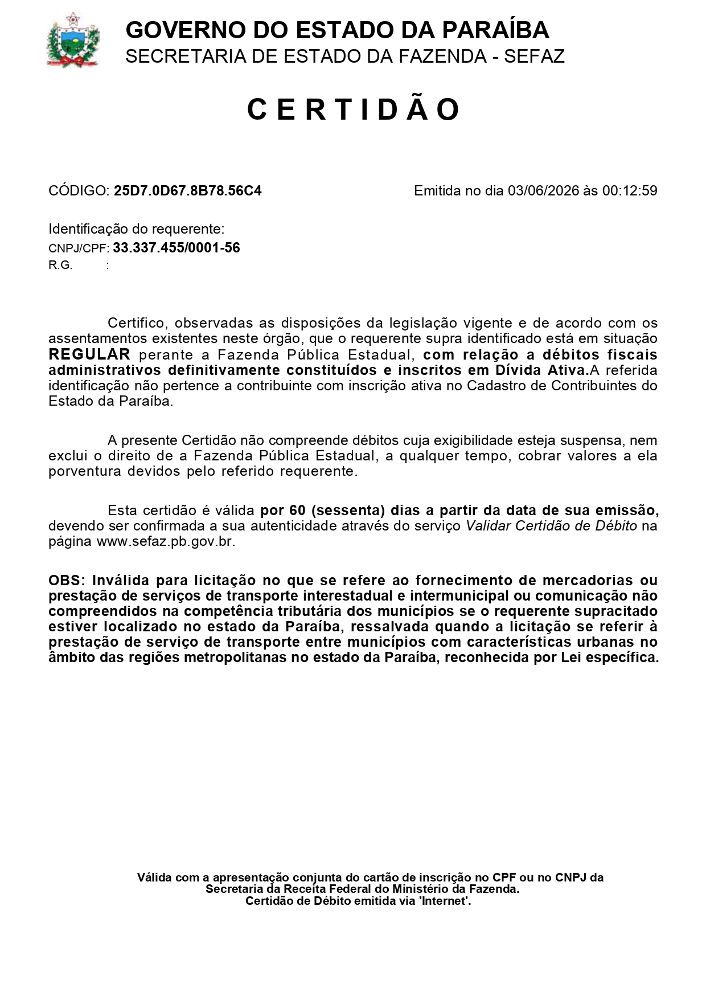 GOVERNO DO ESTADO DA PARAÍBA
SECRETARIA DE ESTADO DA FAZENDA - SEFAZ
C E R T I D Ã O
CÓDIGO: 25D7.0D67.8B78.56C4 Emitida no dia 03/06/2026 às 00:12:59
Identificação do requerente:
CNPJ/CPF: 33.337.455/0001-56
R.G. :
Certifico, observadas as disposições da legislação vigente e de acordo com os
assentamentos existentes neste órgão, que o requerente supra identificado está em situação
REGULAR perante a Fazenda Pública Estadual, com relação a débitos fiscais
administrativos definitivamente constituídos e inscritos em Dívida Ativa.A referida
identificação não pertence a contribuinte com inscrição ativa no Cadastro de Contribuintes do
Estado da Paraíba.
A presente Certidão não compreende débitos cuja exigibilidade esteja suspensa, nem
exclui o direito de a Fazenda Pública Estadual, a qualquer tempo, cobrar valores a ela
porventura devidos pelo referido requerente.
Esta certidão é válida por 60 (sessenta) dias a partir da data de sua emissão,
devendo ser confirmada a sua autenticidade através do serviço Validar Certidão de Débito na
página www.sefaz.pb.gov.br.
OBS: Inválida para licitação no que se refere ao fornecimento de mercadorias ou
prestação de serviços de transporte interestadual e intermunicipal ou comunicação não
compreendidos na competência tributária dos municípios se o requerente supracitado
estiver localizado no estado da Paraíba, ressalvada quando a licitação se referir à
prestação de serviço de transporte entre municípios com características urbanas no
âmbito das regiões metropolitanas no estado da Paraíba, reconhecida por Lei específica.
Válida com a apresentação conjunta do cartão de inscrição no CPF ou no CNPJ da
Secretaria da Receita Federal do Ministério da Fazenda.
Certidão de Débito emitida via 'Internet'.